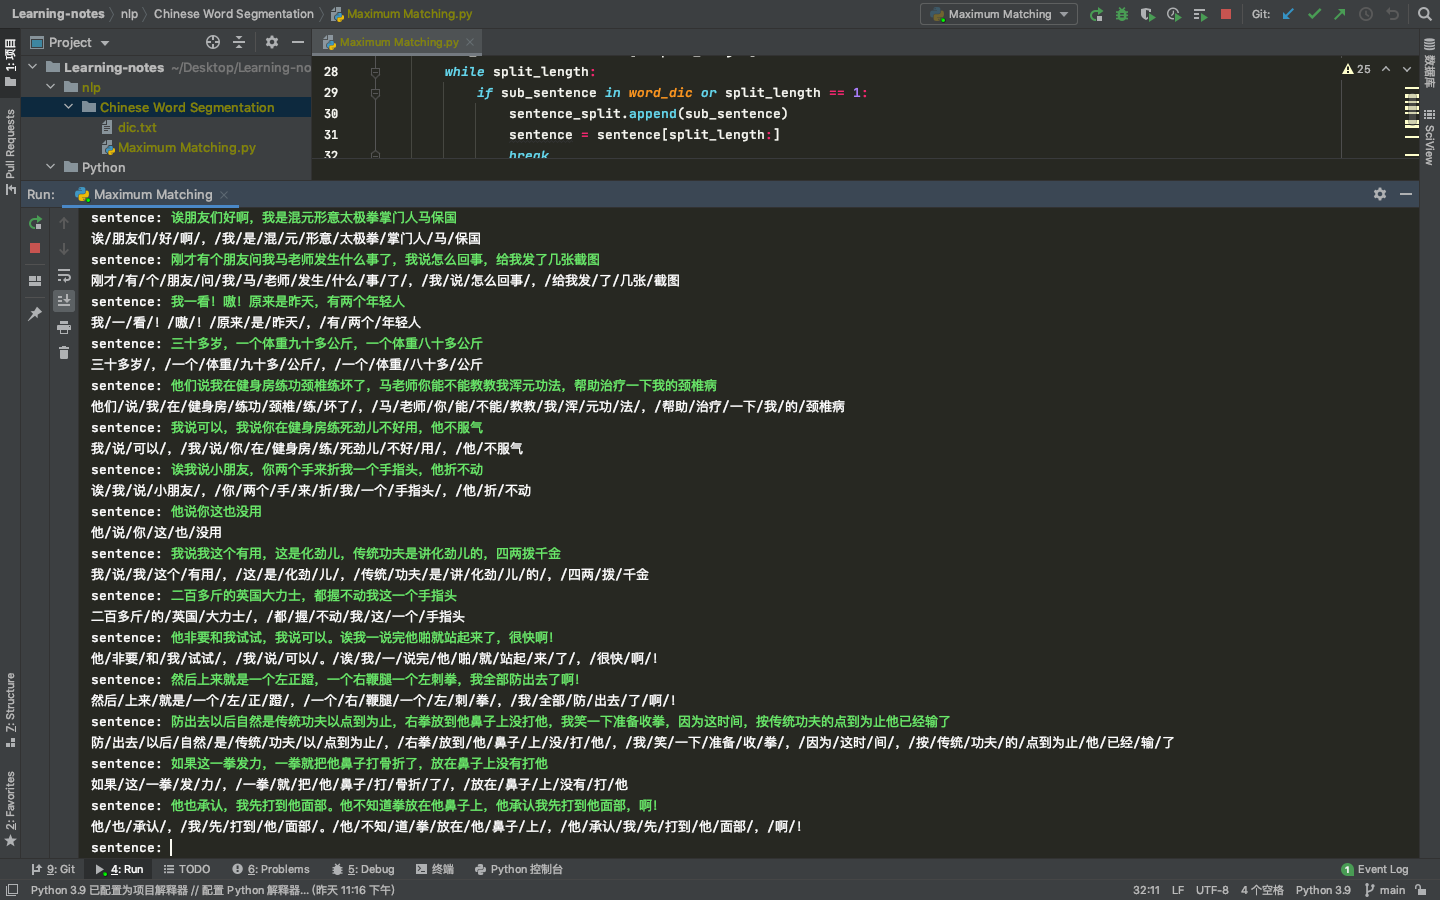 Learning-notes
nlp
Chinese Word Segmentation
Maximum Matching.py
Maximum Matching
Git:
Project
Maximum Matching.py
Learning-notes ~/Desktop/Learning-no
nlp
Chinese Word Segmentation
dic.txt
Maximum Matching.py
Python
28 while split_length:
29 if sub_sentence in word_dic or split_length == 1:
30 sentence_split.append(sub_sentence)
31 sentence = sentence[split_length:]
32 break
25
1: 项目
Pull Requests
数据库
SciView
Run: Maximum Matching
sentence: 诶朋友们好啊，我是混元形意太极拳掌门人马保国
诶/朋友们/好/啊/，/我/是/混/元/形意/太极拳/掌门人/马/保国
sentence: 刚才有个朋友问我马老师发生什么事了，我说怎么回事，给我发了几张截图
刚才/有/个/朋友/问/我/马/老师/发生/什么/事/了/，/我/说/怎么回事/，/给我发/了/几张/截图
sentence: 我一看！嗷！原来是昨天，有两个年轻人
我/一/看/！/嗷/！/原来/是/昨天/，/有/两个/年轻人
sentence: 三十多岁，一个体重九十多公斤，一个体重八十多公斤
三十多岁/，/一个/体重/九十多/公斤/，/一个/体重/八十多/公斤
sentence: 他们说我在健身房练功颈椎练坏了，马老师你能不能教教我浑元功法，帮助治疗一下我的颈椎病
他们/说/我/在/健身房/练功/颈椎/练/坏了/，/马/老师/你/能/不能/教教/我/浑/元功/法/，/帮助/治疗/一下/我/的/颈椎病
sentence: 我说可以，我说你在健身房练死劲儿不好用，他不服气
我/说/可以/，/我/说/你/在/健身房/练/死劲儿/不好/用/，/他/不服气
sentence: 诶我说小朋友，你两个手来折我一个手指头，他折不动
诶/我/说/小朋友/，/你/两个/手/来/折/我/一个/手指头/，/他/折/不动
sentence: 他说你这也没用
他/说/你/这/也/没用
sentence: 我说我这个有用，这是化劲儿，传统功夫是讲化劲儿的，四两拨千金
我/说/我/这个/有用/，/这/是/化劲/儿/，/传统/功夫/是/讲/化劲/儿/的/，/四两/拨/千金
sentence: 二百多斤的英国大力士，都握不动我这一个手指头
二百多斤/的/英国/大力士/，/都/握/不动/我/这/一个/手指头
sentence: 他非要和我试试，我说可以。诶我一说完他啪就站起来了，很快啊！
他/非要/和/我/试试/，/我/说/可以/。/诶/我/一/说完/他/啪/就/站起/来/了/，/很快/啊/！
sentence: 然后上来就是一个左正蹬，一个右鞭腿一个左刺拳，我全部防出去了啊！
然后/上来/就是/一个/左/正/蹬/，/一个/右/鞭腿/一个/左/刺/拳/，/我/全部/防/出去/了/啊/！
sentence: 防出去以后自然是传统功夫以点到为止，右拳放到他鼻子上没打他，我笑一下准备收拳，因为这时间，按传统功夫的点到为止他已经输了
防/出去/以后/自然/是/传统/功夫/以/点到为止/，/右拳/放到/他/鼻子/上/没/打/他/，/我/笑/一下/准备/收/拳/，/因为/这时/间/，/按/传统/功夫/的/点到为止/他/已经/输/了
sentence: 如果这一拳发力，一拳就把他鼻子打骨折了，放在鼻子上没有打他
如果/这/一拳/发/力/，/一拳/就/把/他/鼻子/打/骨折/了/，/放在/鼻子/上/没有/打/他
sentence: 他也承认，我先打到他面部。他不知道拳放在他鼻子上，他承认我先打到他面部，啊！
他/也/承认/，/我/先/打到/他/面部/。/他/不知/道/拳/放在/他/鼻子/上/，/他/承认/我/先/打到/他/面部/，/啊/！
sentence:
Z: Structure
2: Favorites
9: Git
4: Run
TODO
6: Problems
5: Debug
终端
Python 控制台
1 Event Log
Python 3.9 已配置为项目解释器 // 配置 Python 解释器... (昨天 11:16 下午)
32:11 LF UTF-8 4 个空格 Python 3.9 main